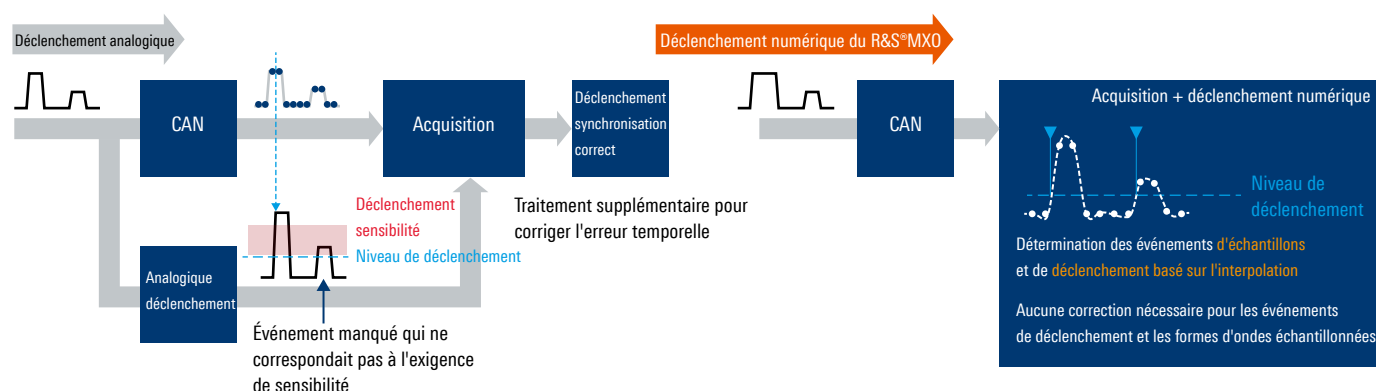 Déclenchement analogique
CAN
Acquisition
Déclenchement
synchronisation
correct
Déclenchement
sensibilité
Niveau de déclenchement
Traitement supplémentaire pour
corriger l'erreur temporelle
Analogique
déclenchement
Événement manqué qui ne
correspondait pas à l'exigence
de sensibilité
Déclenchement numérique du R&S®MXO
CAN
Acquisition + déclenchement numérique
Niveau de
déclenchement
Détermination des événements d'échantillons
et de déclenchement basé sur l'interpolation
Aucune correction nécessaire pour les événements
de déclenchement et les formes d'ondes échantillonnées